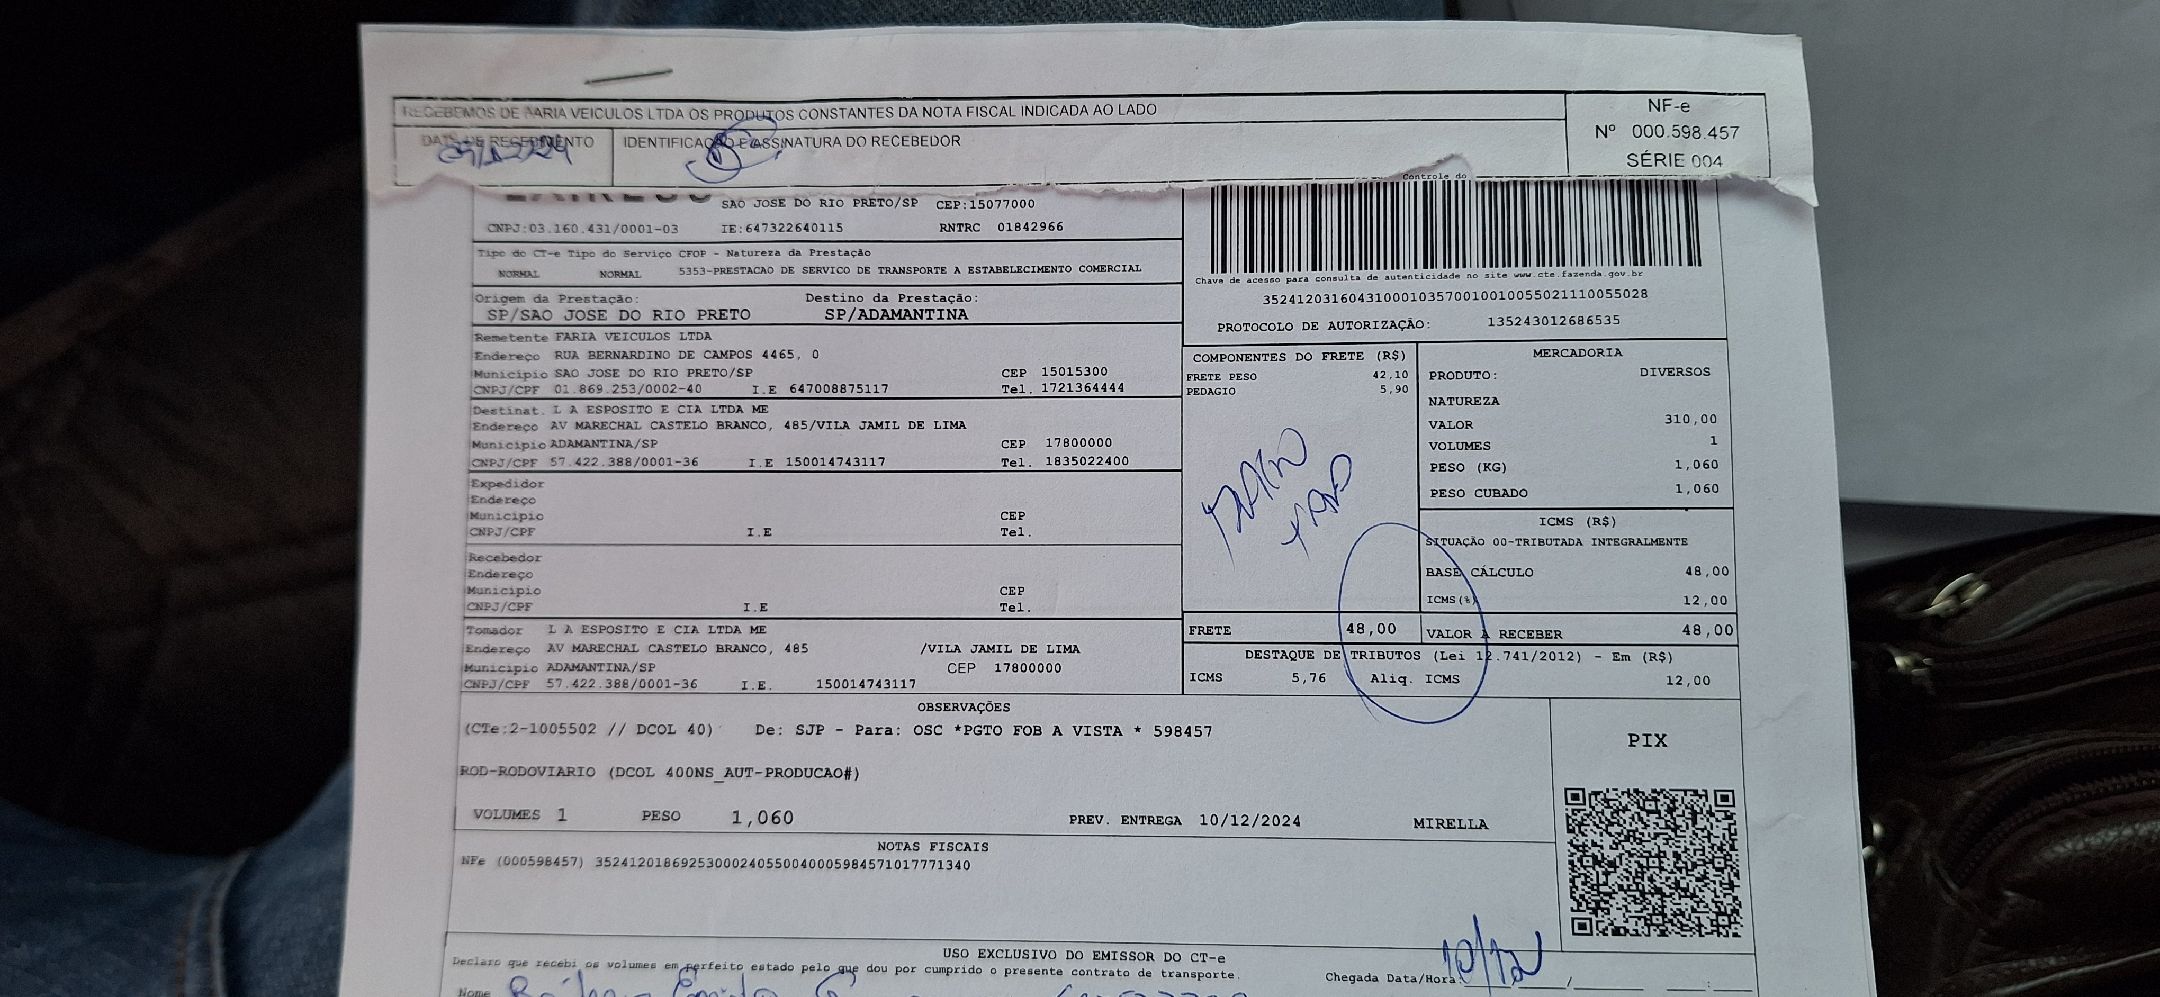 RECEBEMOS DE FARIA VEICULOS LTDA OS PRODUTOS CONSTANTES DA NOTA FISCAL INDICADA AO LADO
DATA DE RECEBIMENTO IDENTIFICAÇÃO E ASSINATURA DO RECEBEDOR
NF-e
Nº 000.598.457
SÉRIE 004
Controle do
SAO JOSE DO RIO PRETO/SP CEP:15077000
CNPJ:03.160.431/0001-03 IE:647322640115 RNTRC 01842966
Tipo do CT-e Tipo do Serviço CFOP - Natureza da Prestação
NORMAL NORMAL 5353-PRESTACAO DE SERVICO DE TRANSPORTE A ESTABELECIMENTO COMERCIAL
Origem da Prestação: Destino da Prestação:
SP/SAO JOSE DO RIO PRETO SP/ADAMANTINA
Chave de acesso para consulta de autenticidade no site www.cte.fazenda.gov.br
35241203160431000103570010010055021110055028
PROTOCOLO DE AUTORIZAÇÃO: 135243012686535
Remetente FARIA VEICULOS LTDA
Endereço RUA BERNARDINO DE CAMPOS 4465, 0
Municipio SAO JOSE DO RIO PRETO/SP CEP 15015300
CNPJ/CPF 01.869.253/0002-40 I.E 647008875117 Tel. 1721364444
Destinat. L A ESPOSITO E CIA LTDA ME
Endereço AV MARECHAL CASTELO BRANCO, 485/VILA JAMIL DE LIMA
Municipio ADAMANTINA/SP CEP 17800000
CNPJ/CPF 57.422.388/0001-36 I.E 150014743117 Tel. 1835022400
Expedidor
Endereço
Municipio CEP
CNPJ/CPF I.E Tel.
Recebedor
Endereço
Municipio CEP
CNPJ/CPF I.E Tel.
Tomador L A ESPOSITO E CIA LTDA ME
Endereço AV MARECHAL CASTELO BRANCO, 485 /VILA JAMIL DE LIMA
Municipio ADAMANTINA/SP CEP 17800000
CNPJ/CPF 57.422.388/0001-36 I.E. 150014743117
COMPONENTES DO FRETE (R$)
FRETE PESO 42,10
PEDAGIO 5,90
MERCADORIA
PRODUTO: DIVERSOS
NATUREZA
VALOR 310,00
VOLUMES 1
PESO (KG) 1,060
PESO CUBADO 1,060
ICMS (R$)
SITUAÇÃO 00-TRIBUTADA INTEGRALMENTE
BASE CÁLCULO 48,00
ICMS(%) 12,00
FRETE 48,00 VALOR A RECEBER 48,00
DESTAQUE DE TRIBUTOS (Lei 12.741/2012) - Em (R$)
ICMS 5,76 Aliq. ICMS 12,00
OBSERVAÇÕES
(CTe:2-1005502 // DCOL 40) De: SJP - Para: OSC *PGTO FOB A VISTA * 598457
ROD-RODOVIARIO (DCOL 400NS_AUT-PRODUCAO#)
VOLUMES 1 PESO 1,060 PREV. ENTREGA 10/12/2024 MIRELLA
PIX
NOTAS FISCAIS
NFe (000598457) 35241201869253000240550040005984571017771340
USO EXCLUSIVO DO EMISSOR DO CT-e
Declaro que recebi os volumes em perfeito estado pelo que dou por cumprido o presente contrato de transporte.
Chegada Data/Hora: 10/12
Nome